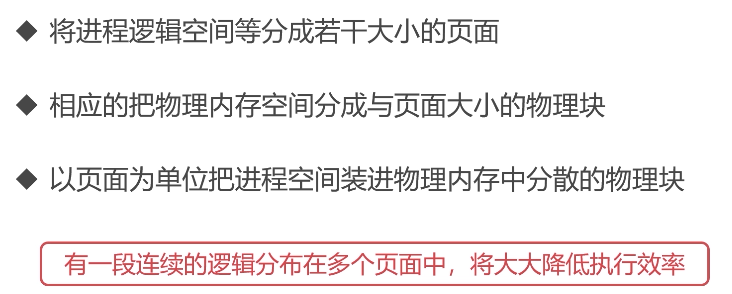 ◆ 将进程逻辑空间等分成若干大小的页面
◆ 相应的把物理内存空间分成与页面大小的物理块
◆ 以页面为单位把进程空间装进物理内存中分散的物理块
有一段连续的逻辑分布在多个页面中，将大大降低执行效率